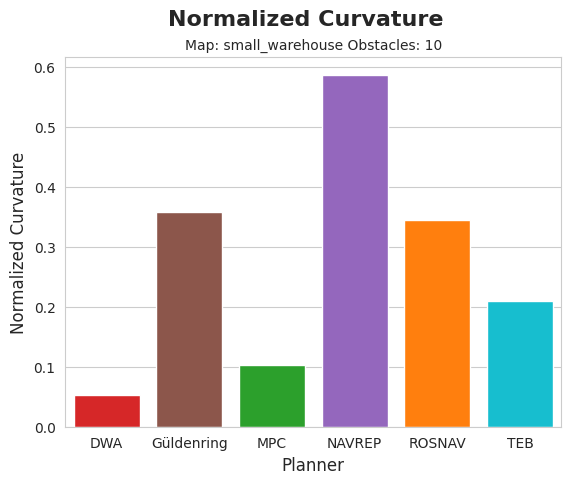 Normalized Curvature
Map: small_warehouse Obstacles: 10
Normalized Curvature
0.6
0.5
0.4
0.3
0.2
0.1
0.0
DWA Güldenring MPC NAVREP ROSNAV TEB
Planner